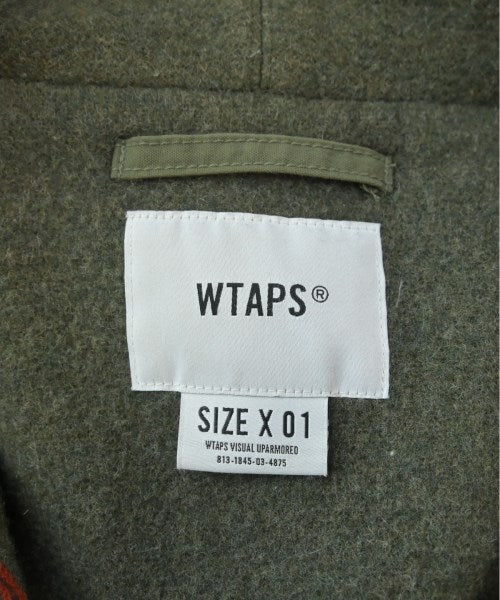 WTAPS®
SIZE X 01
WTAPS VISUAL UPARMORED
813-1845-03-4875